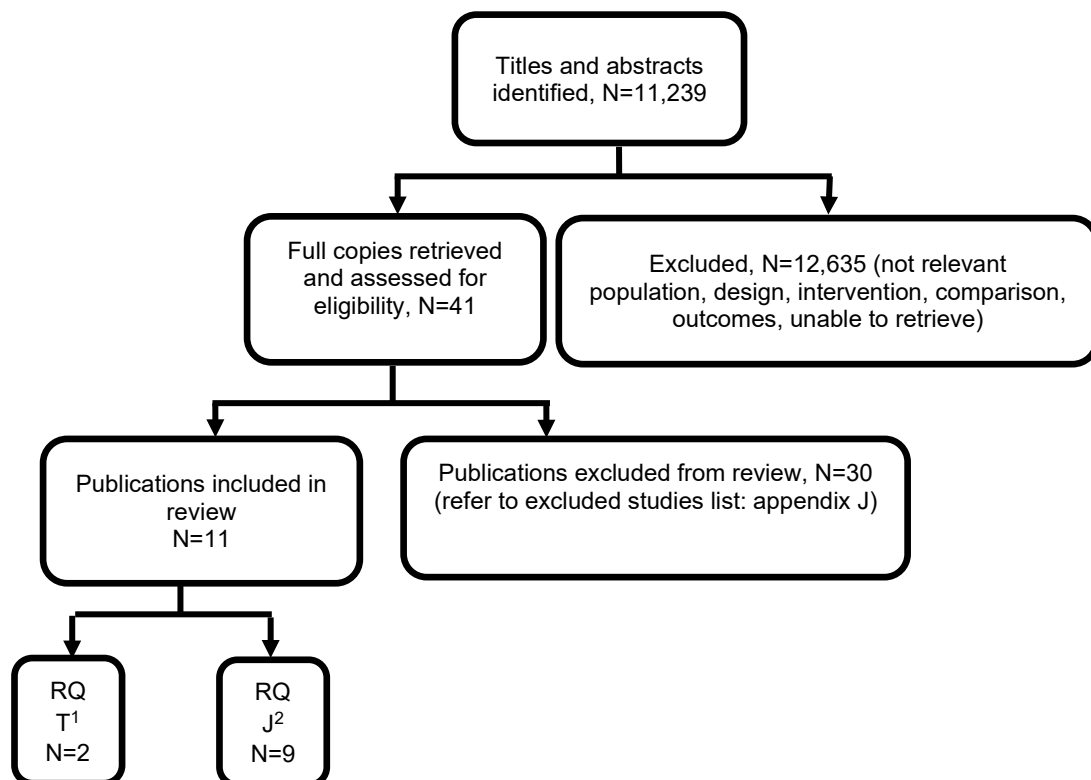 Titles and abstracts
identified, N=11,239
Full copies retrieved
and assessed for
eligibility, N=41
Excluded, N=12,635 (not relevant
population, design, intervention, comparison,
outcomes, unable to retrieve)
Publications included in
review
N=11
Publications excluded from review, N=30
(refer to excluded studies list: appendix J)
RQ
T¹
N=2
RQ
J²
N=9